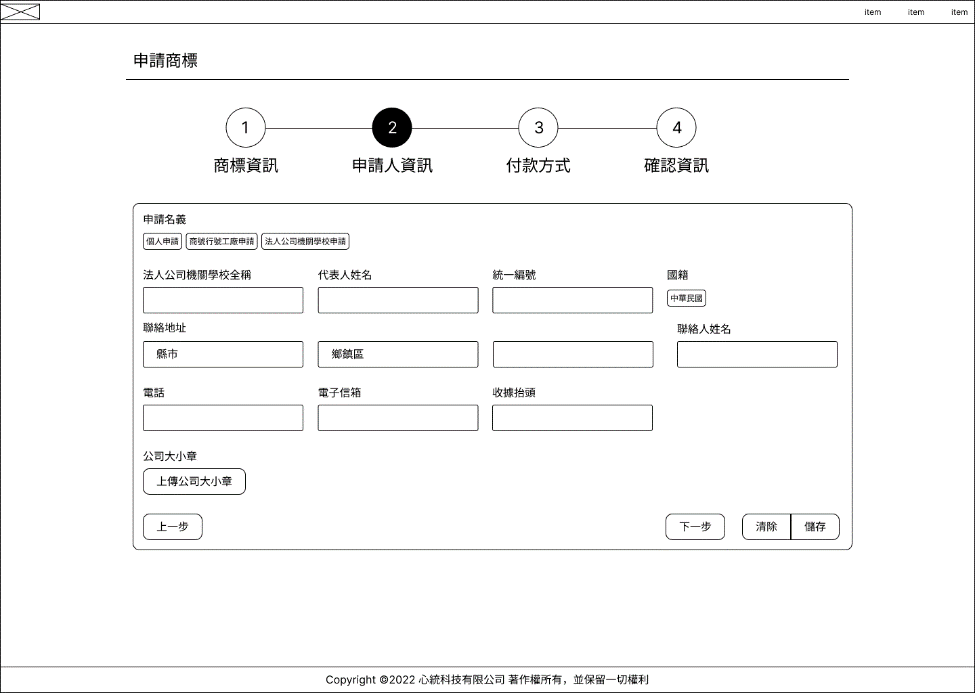 item item item
申請商標
1 2 3 4
商標資訊 申請人資訊 付款方式 確認資訊
申請名義
個人申請 商號行號工廠申請 法人公司機關學校申請
法人公司機關學校全稱 代表人姓名 統一編號 國籍
中華民國
聯絡地址 聯絡人姓名
縣市 鄉鎮區
電話 電子信箱 收據抬頭
公司大小章
上傳公司大小章
上一步 下一步 清除 儲存
Copyright ©2022 心統科技有限公司 著作權所有，並保留一切權利